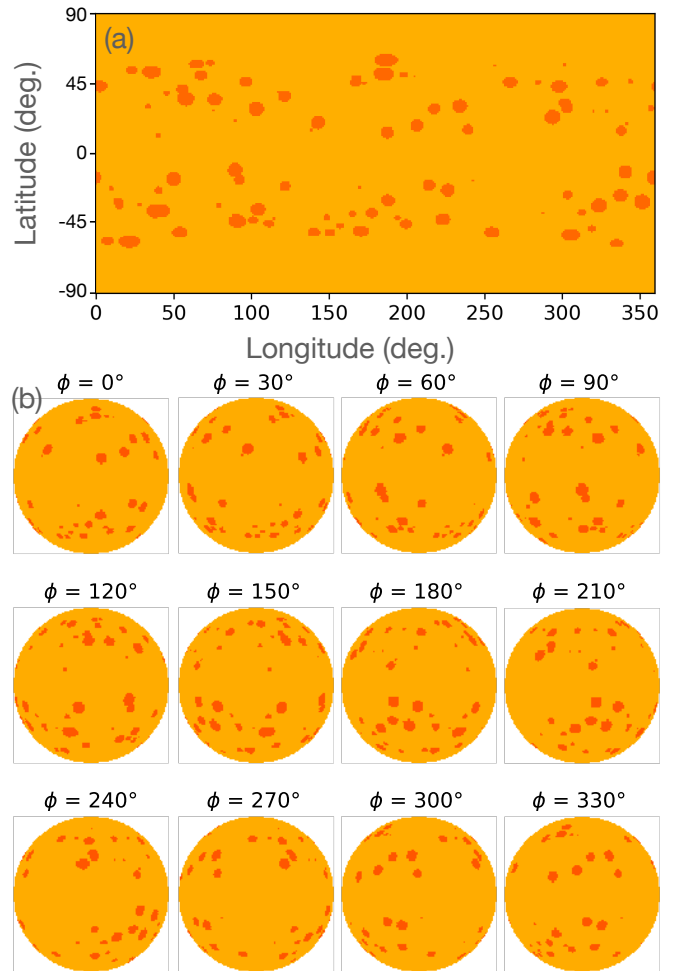 (a)
90
45
0
-45
-90
Latitude (deg.)
0 50 100 150 200 250 300 350
Longitude (deg.)
(b)
ϕ = 0° ϕ = 30° ϕ = 60° ϕ = 90°
ϕ = 120° ϕ = 150° ϕ = 180° ϕ = 210°
ϕ = 240° ϕ = 270° ϕ = 300° ϕ = 330°